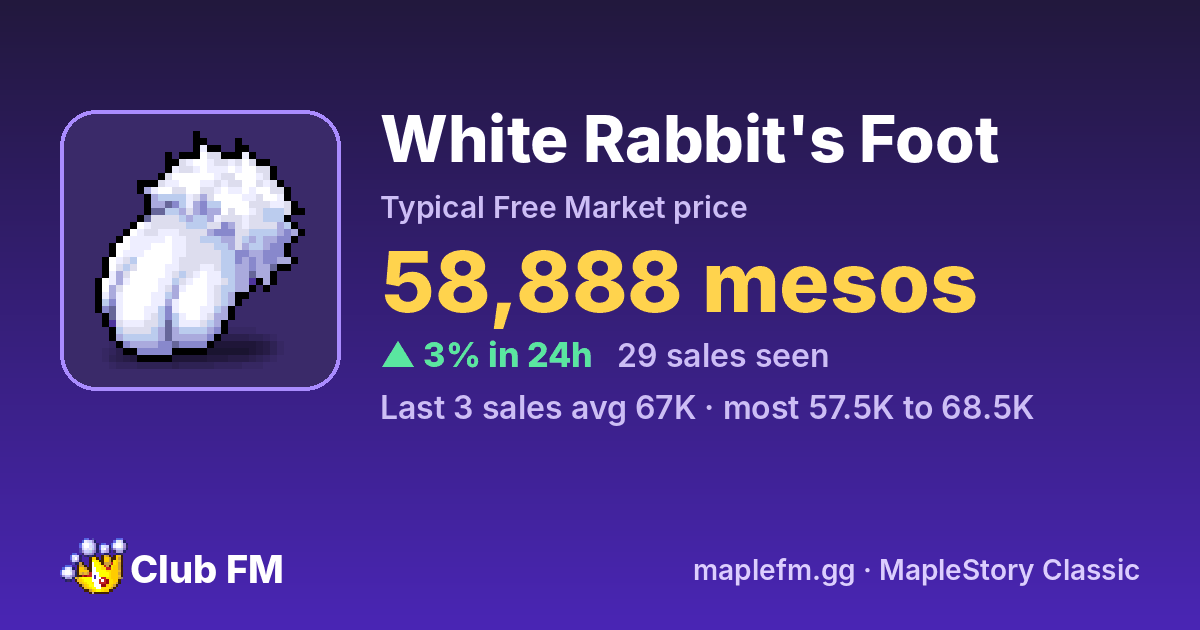 White Rabbit's Foot
Typical Free Market price
58,888 mesos
▲ 3% in 24h 29 sales seen
Last 3 sales avg 67K · most 57.5K to 68.5K
Club FM
maplefm.gg · MapleStory Classic